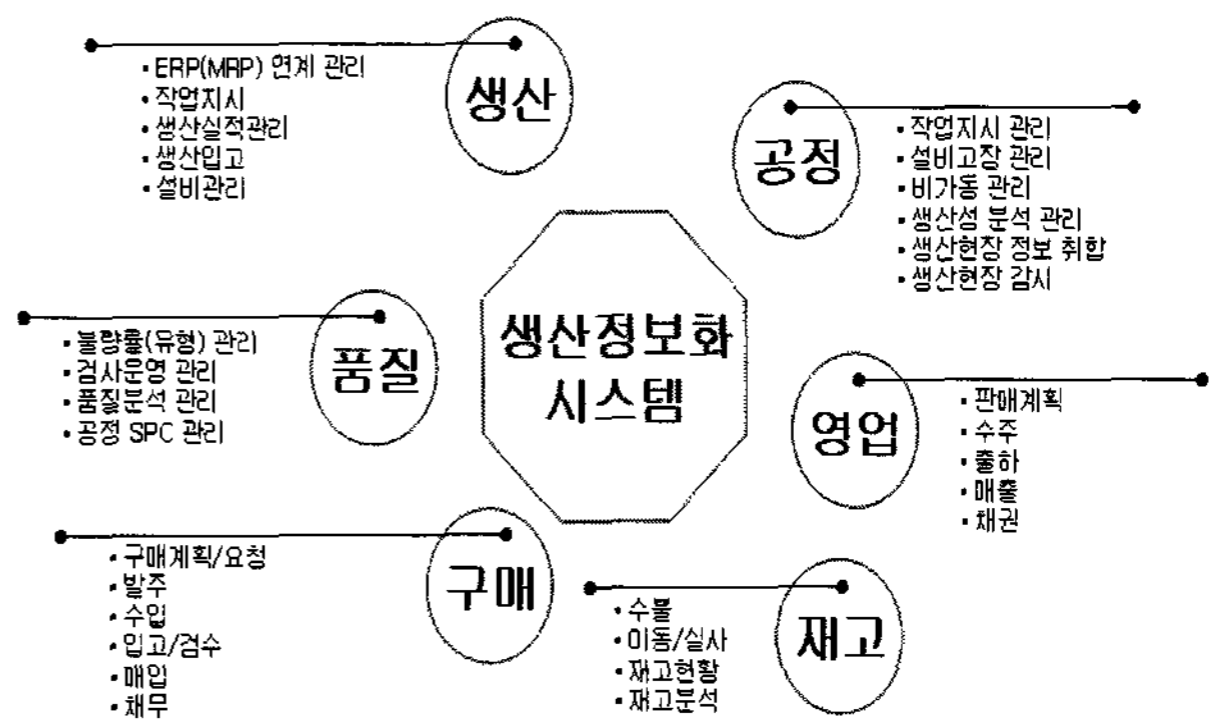 생산
• ERP(MRP) 연계 관리
• 작업지시
• 생산실적관리
• 생산입고
• 설비관리
공정
• 작업지시 관리
• 설비고장 관리
• 비가동 관리
• 생산성 분석 관리
• 생산현장 정보 취합
• 생산현장 감시
생산정보화
시스템
품질
• 불량률(유형) 관리
• 검사운영 관리
• 품질분석 관리
• 공정 SPC 관리
영업
• 판매계획
• 수주
• 출하
• 매출
• 채권
구매
• 구매계획/요청
• 발주
• 수입
• 입고/검수
• 매입
• 채무
재고
• 수불
• 이동/실사
• 재고현황
• 재고분석